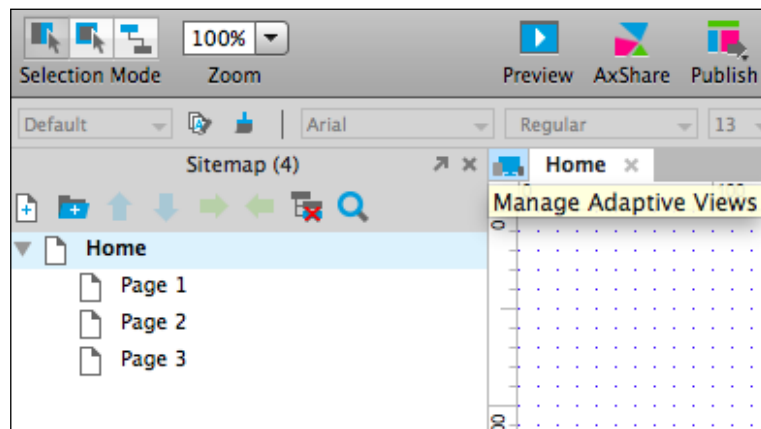 100%
Selection Mode Zoom Preview AxShare Publish
Default Arial Regular 13
Sitemap (4) Home
Manage Adaptive Views
Home
Page 1
Page 2
Page 3
0